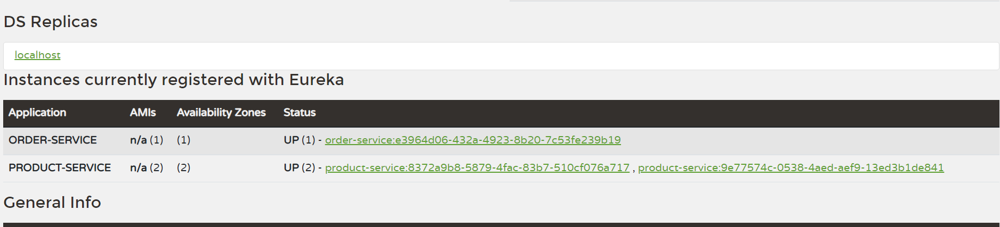 DS Replicas
localhost
Instances currently registered with Eureka
Application AMIs Availability Zones Status
ORDER-SERVICE n/a (1) (1) UP (1) - order-service:e3964d06-432a-4923-8b20-7c53fe239b19
PRODUCT-SERVICE n/a (2) (2) UP (2) - product-service:8372a9b8-5879-4fac-83b7-510cf076a717 , product-service:9e77574c-0538-4aed-aef9-13ed3b1de841
General Info